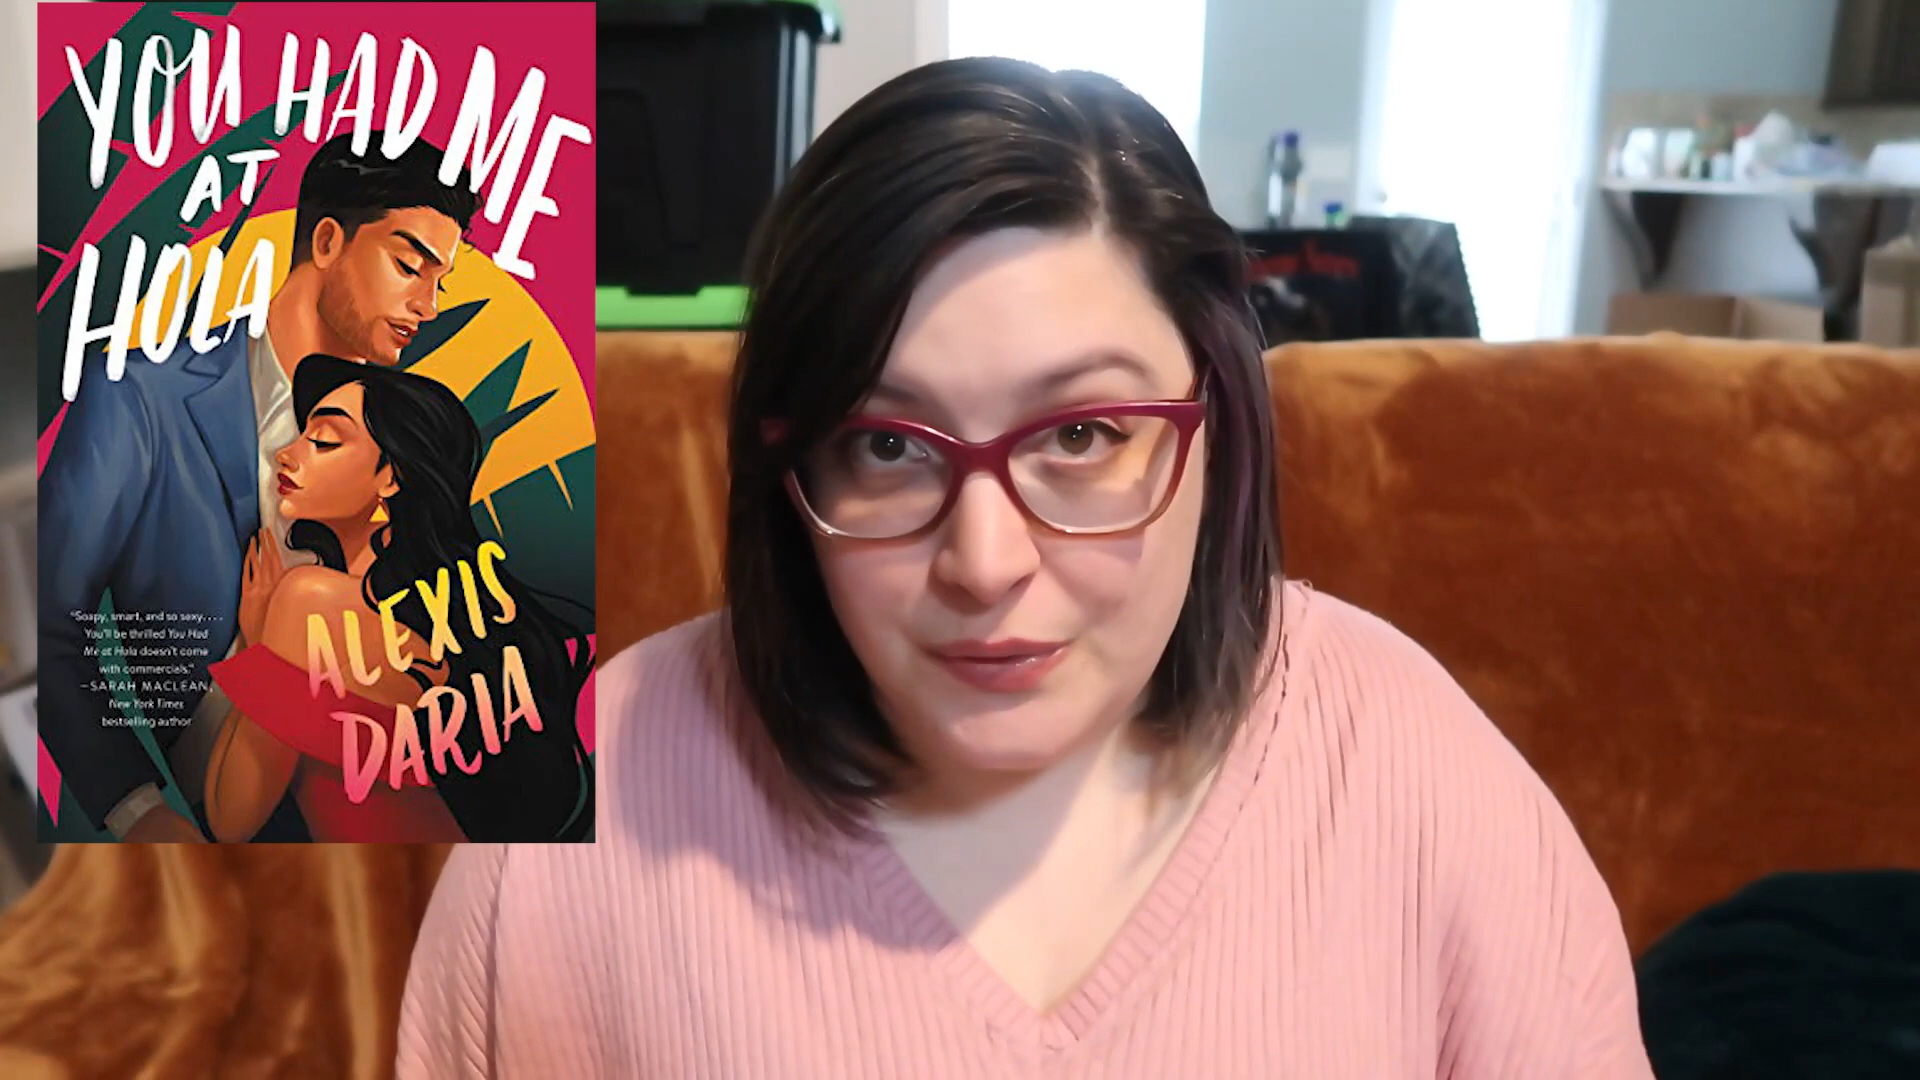 YOU HAD ME
AT
HOLA
"Soapy, smart, and so sexy....
You'll be thrilled You Had
Me at Hola doesn't come
with commercials."
—SARAH MACLEAN,
New York Times
bestselling author
ALEXIS
DARIA